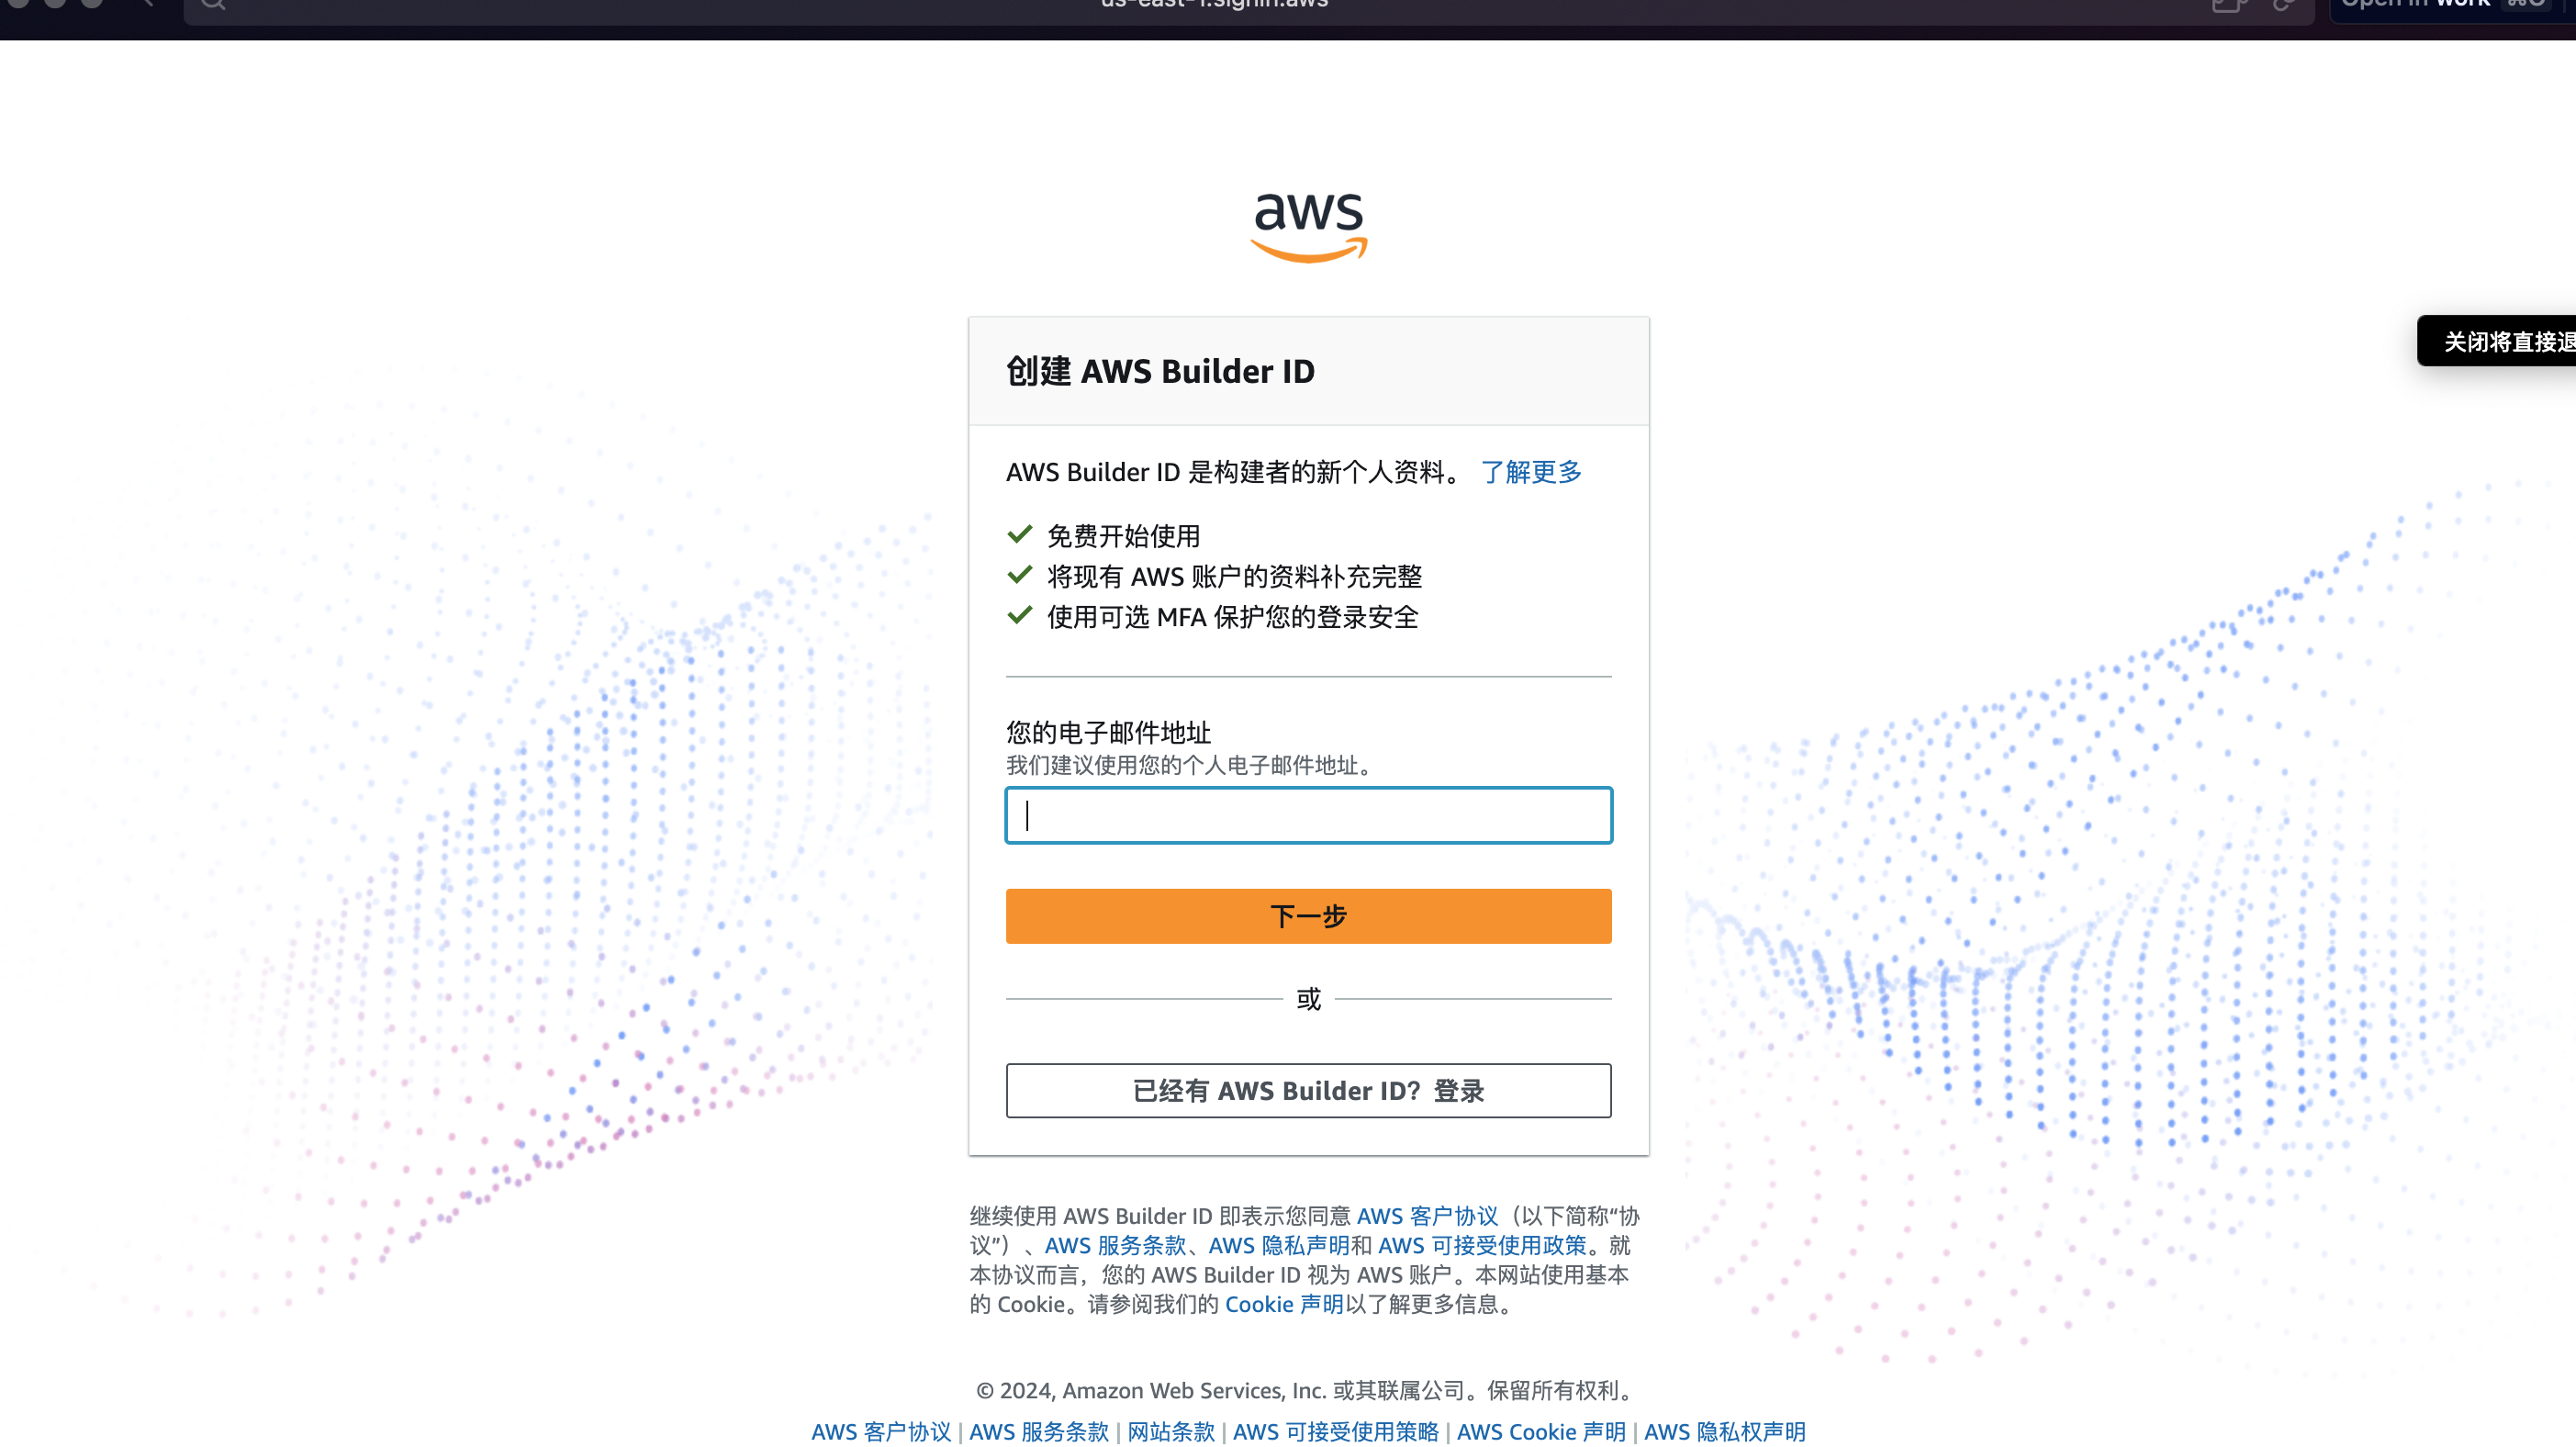 us-east-1.signin.aws
Open in work ⌘O
aws
创建 AWS Builder ID
关闭将直接退
AWS Builder ID 是构建者的新个人资料。 了解更多
免费开始使用
将现有 AWS 账户的资料补充完整
使用可选 MFA 保护您的登录安全
您的电子邮件地址
我们建议使用您的个人电子邮件地址。
下一步
或
已经有 AWS Builder ID？登录
继续使用 AWS Builder ID 即表示您同意 AWS 客户协议（以下简称“协
议”）、AWS 服务条款、AWS 隐私声明和 AWS 可接受使用政策。就
本协议而言，您的 AWS Builder ID 视为 AWS 账户。本网站使用基本
的 Cookie。请参阅我们的 Cookie 声明以了解更多信息。
© 2024, Amazon Web Services, Inc. 或其联属公司。保留所有权利。
AWS 客户协议 | AWS 服务条款 | 网站条款 | AWS 可接受使用策略 | AWS Cookie 声明 | AWS 隐私权声明